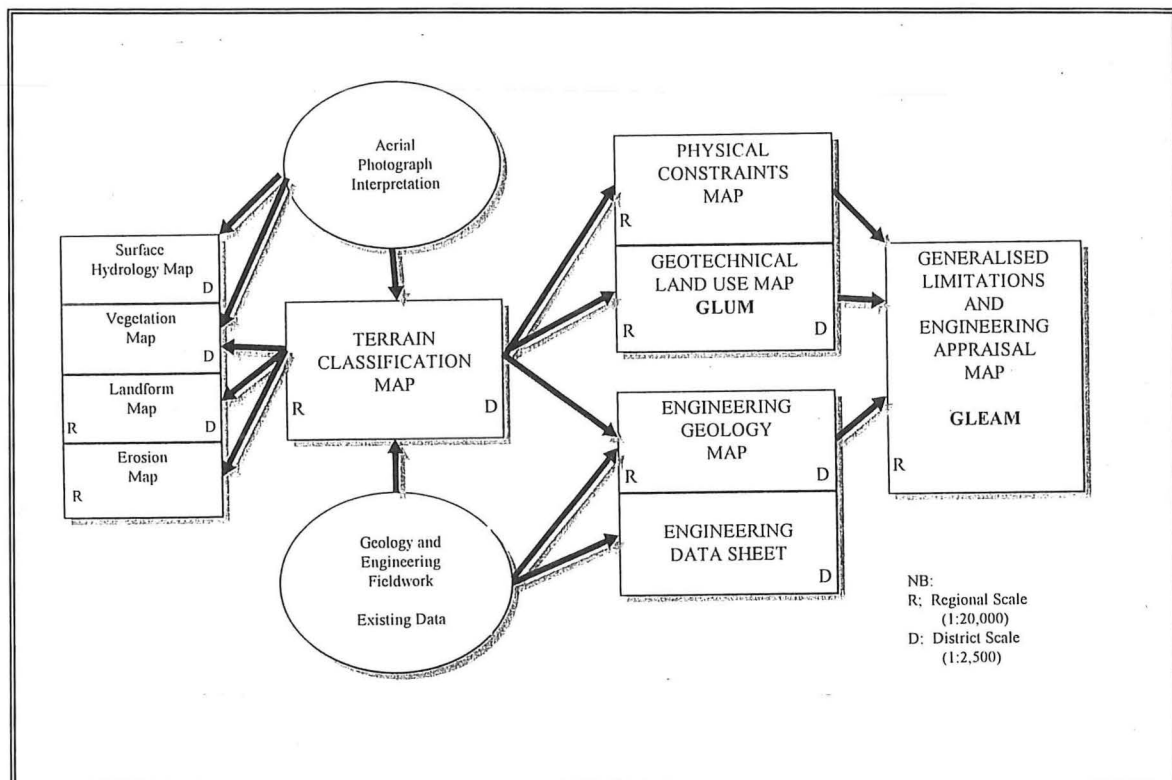 Aerial
Photograph
Interpretation
Surface
Hydrology Map
D
Vegetation
Map
D
Landform
Map
R D
Erosion
Map
R
TERRAIN
CLASSIFICATION
MAP
R D
Geology and
Engineering
Fieldwork
Existing Data
PHYSICAL
CONSTRAINTS
MAP
R
GEOTECHNICAL
LAND USE MAP
GLUM
R D
ENGINEERING
GEOLOGY
MAP
R D
ENGINEERING
DATA SHEET
D
GENERALISED
LIMITATIONS
AND
ENGINEERING
APPRAISAL
MAP
GLEAM
R
NB:
R; Regional Scale
(1:20,000)
D: District Scale
(1:2,500)